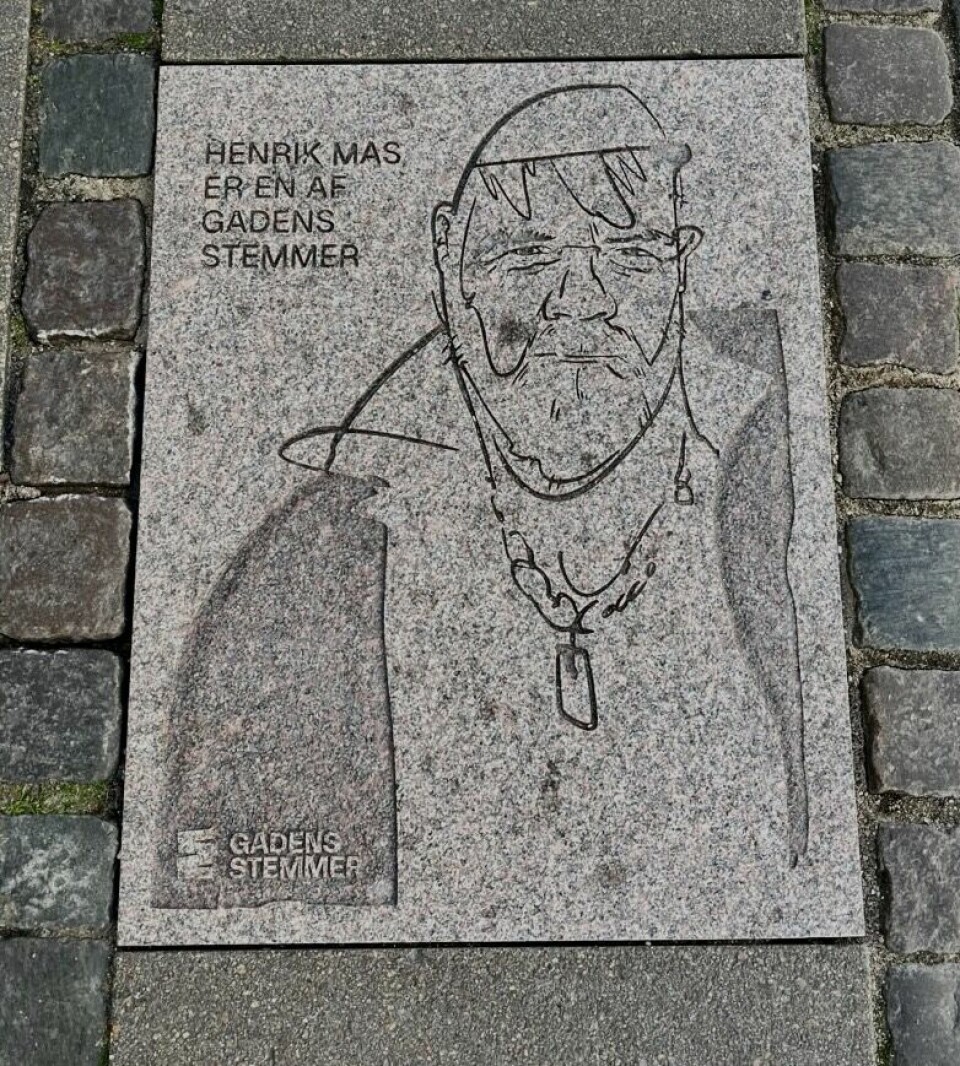 HENRIK MAS
ER EN AF
GADENS
STEMMER
GADENS
STEMMER